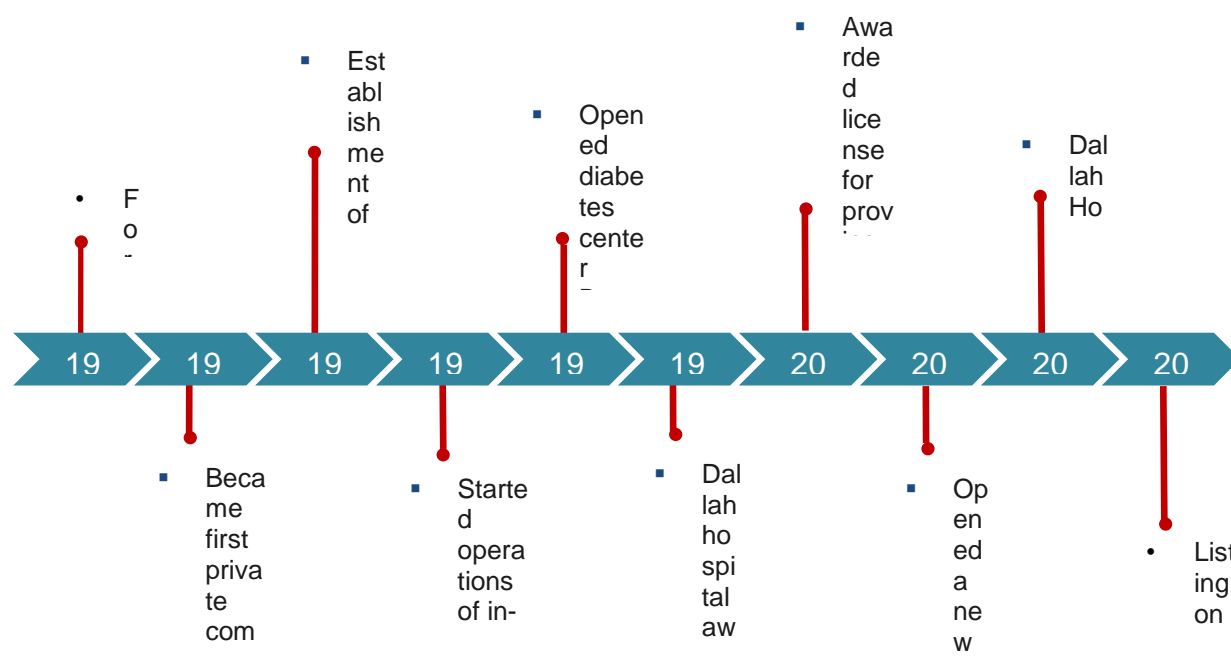 • F
o
▪ Est
abl
ish
me
nt
of
▪ Open
ed
diabe
tes
cente
r
▪ Awa
rde
d
lice
nse
for
prov
▪ Dal
lah
Ho
19 19 19 19 19 19 20 20 20 20
▪ Beca
me
first
priva
te
com
▪ Starte
d
opera
tions
of in-
▪ Dal
lah
ho
spi
tal
aw
▪ Op
en
ed
a
ne
w
• List
ing
on